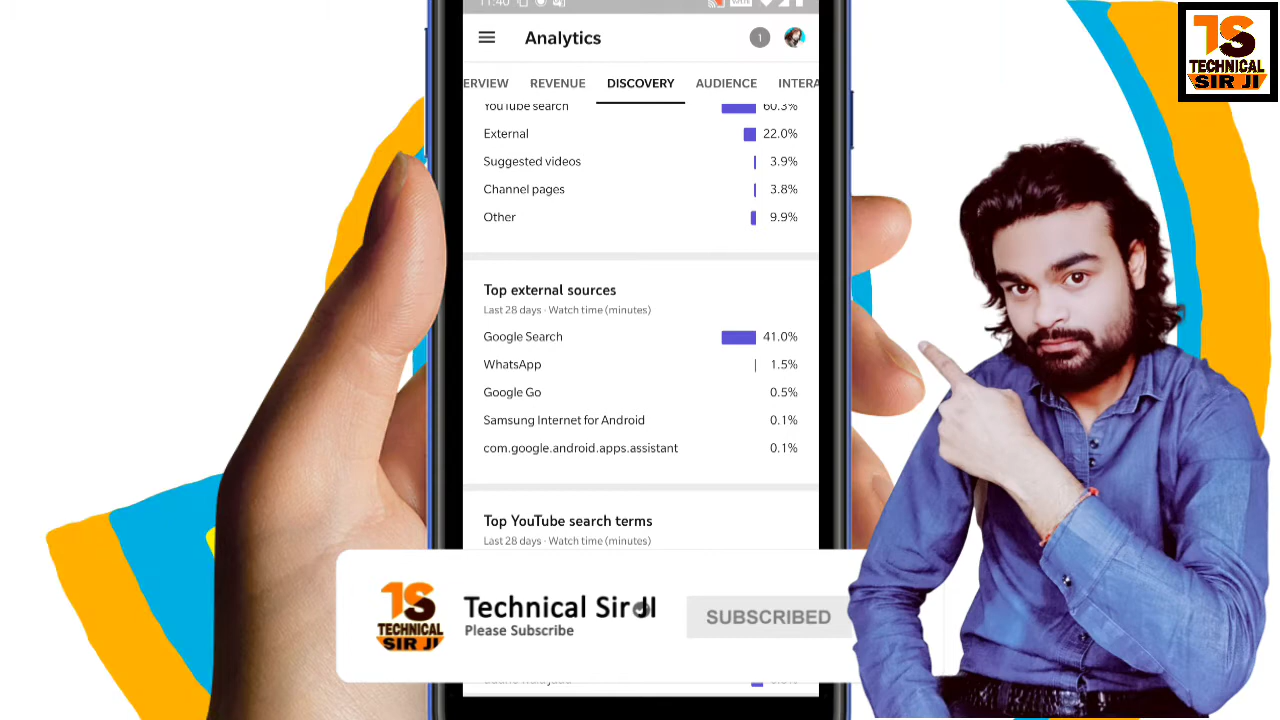 11:40
Analytics
1
ERVIEW REVENUE DISCOVERY AUDIENCE INTERA
YouTube search 60.3%
External 22.0%
Suggested videos 3.9%
Channel pages 3.8%
Other 9.9%
Top external sources
Last 28 days · Watch time (minutes)
Google Search 41.0%
WhatsApp 1.5%
Google Go 0.5%
Samsung Internet for Android 0.1%
com.google.android.apps.assistant 0.1%
Top YouTube search terms
Last 28 days · Watch time (minutes)
TS
TECHNICAL
SIR JI
Technical Sir JI
Please Subscribe
SUBSCRIBED
TS
TECHNICAL
SIR JI